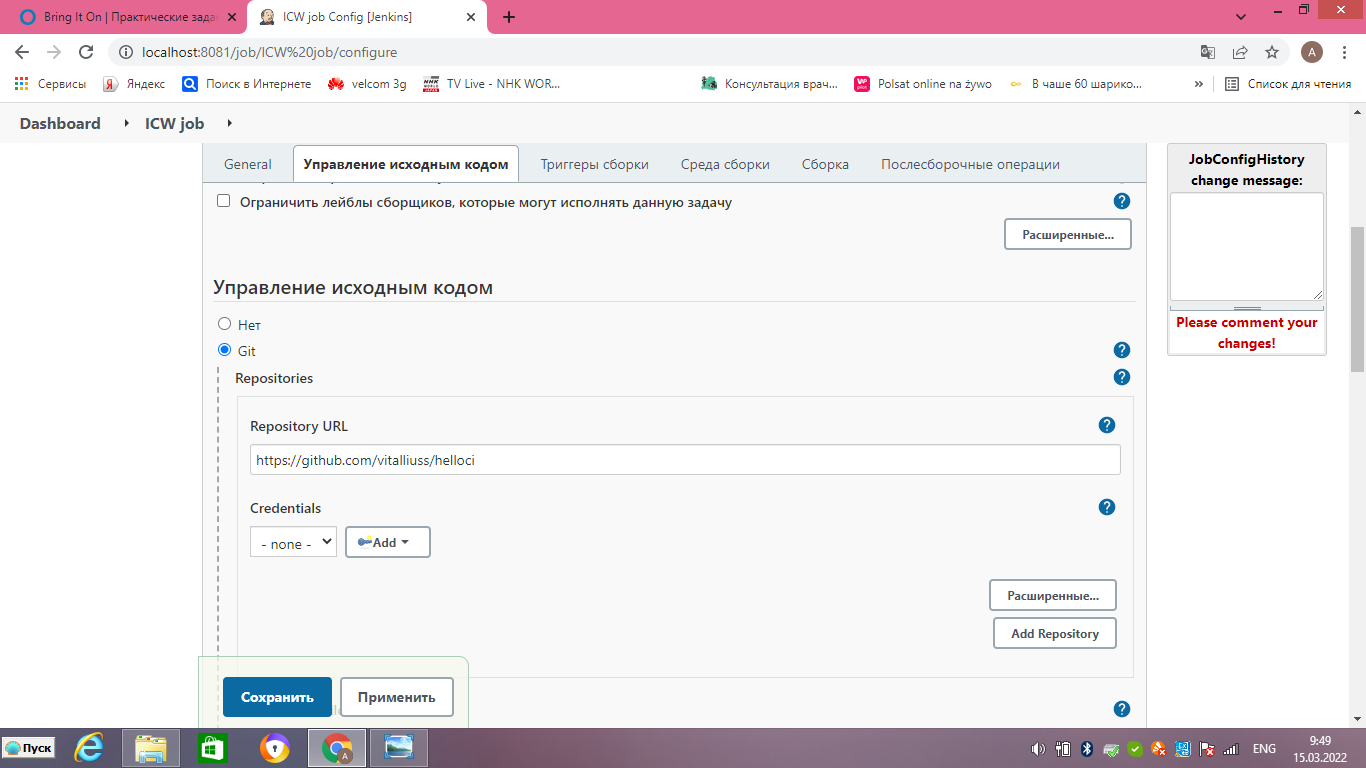 Bring It On | Практические зада
ICW job Config [Jenkins]
localhost:8081/job/ICW%20job/configure
A
Сервисы
Яндекс
Поиск в Интернете
velcom 3g
TV Live - NHK WOR...
Консультация врач...
Polsat online na żywo
В чаше 60 шарико...
»
Список для чтения
Dashboard
ICW job
General
Управление исходным кодом
Триггеры сборки
Среда сборки
Сборка
Послесборочные операции
JobConfigHistory
change message:
Please comment your
changes!
Ограничить лейблы сборщиков, которые могут исполнять данную задачу
Расширенные...
Управление исходным кодом
Нет
Git
Repositories
Repository URL
https://github.com/vitalliuss/helloci
Credentials
- none -
Add
Расширенные...
Add Repository
Сохранить
Применить
Пуск
ENG
9:49
15.03.2022